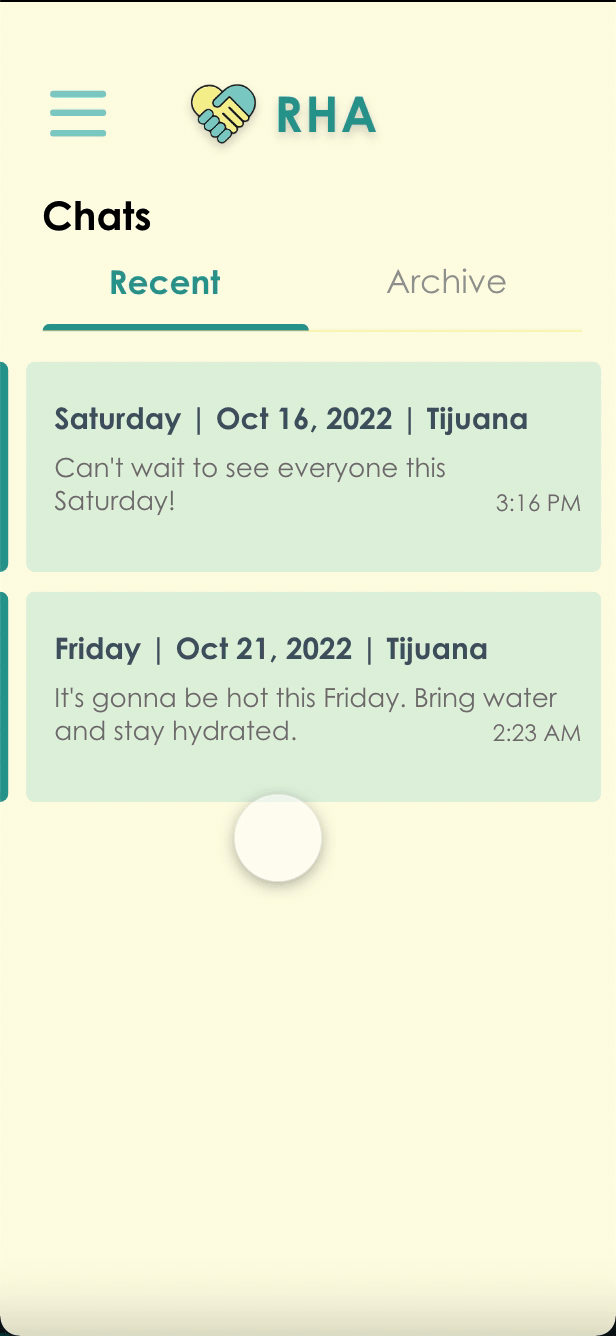 RHA
Chats
Recent
Archive
Saturday | Oct 16, 2022 | Tijuana
Can't wait to see everyone this
Saturday!
3:16 PM
Friday | Oct 21, 2022 | Tijuana
It's gonna be hot this Friday. Bring water
and stay hydrated.
2:23 AM